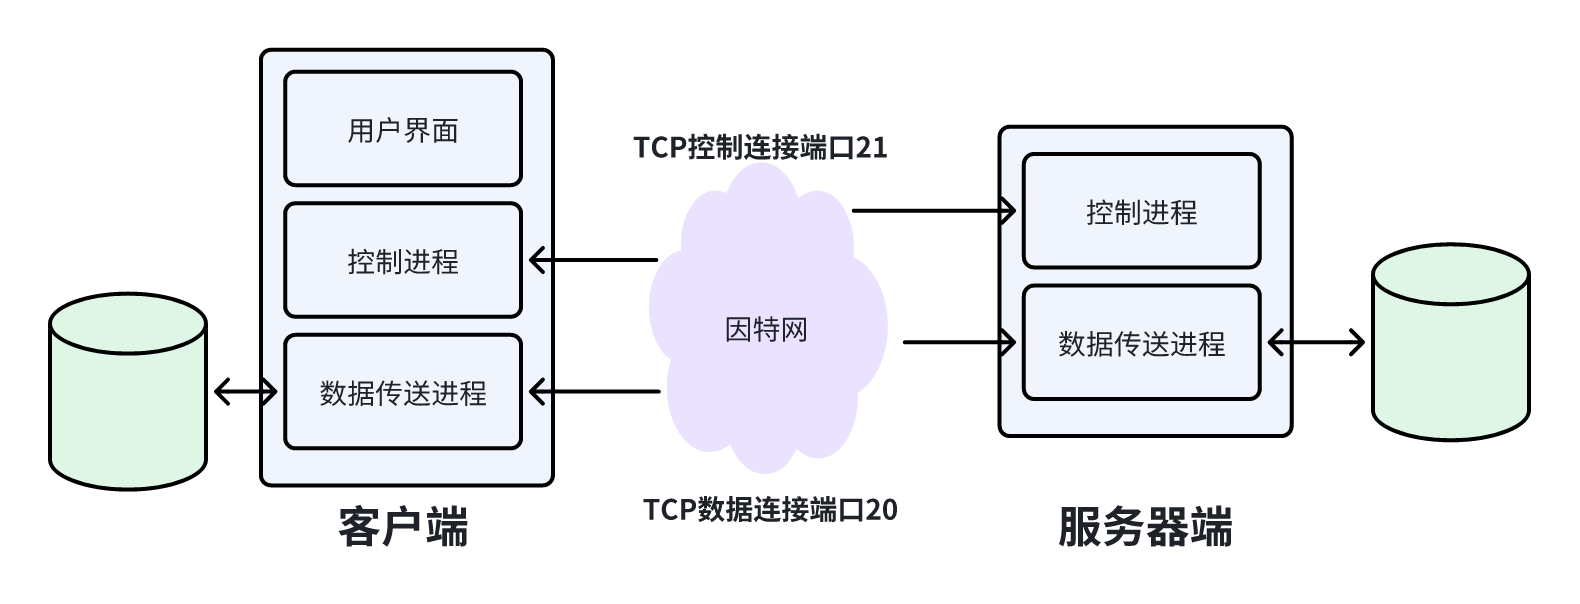 用户界面
控制进程
数据传送进程
客户端
TCP控制连接端口21
因特网
TCP数据连接端口20
控制进程
数据传送进程
服务器端